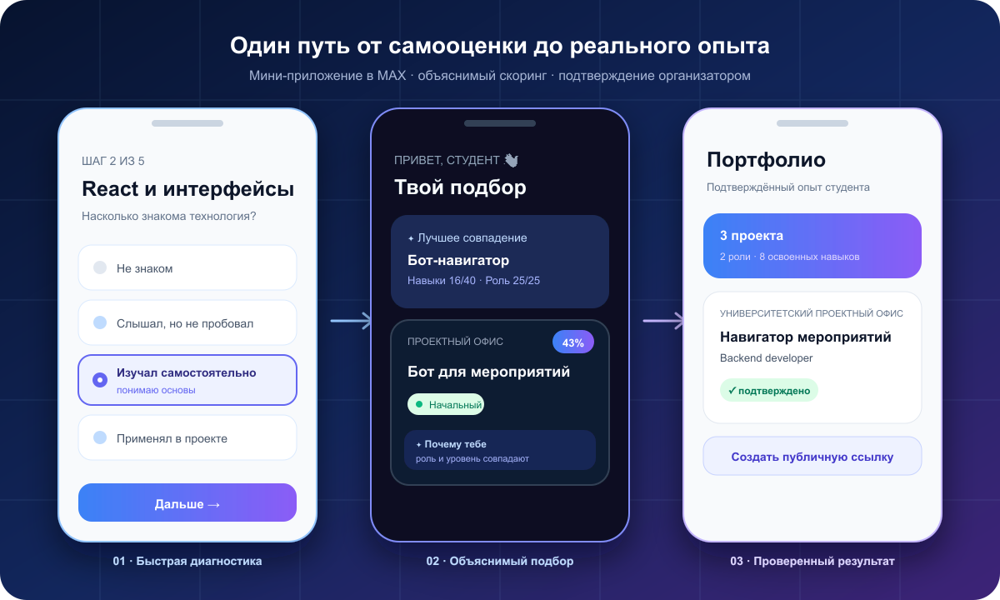 Один путь от самооценки до реального опыта
Мини-приложение в MAX · объяснимый скоринг · подтверждение организатором
ШАГ 2 ИЗ 5
React и интерфейсы
Насколько знакома технология?
Не знаком
Слышал, но не пробовал
Изучал самостоятельно
понимаю основы
Применял в проекте
Дальше →
01 · Быстрая диагностика
ПРИВЕТ, СТУДЕНТ 👋
Твой подбор
✦ Лучшее совпадение
Бот-навигатор
Навыки 16/40 · Роль 25/25
ПРОЕКТНЫЙ ОФИС
43%
Бот для мероприятий
Начальный
✦ Почему тебе
роль и уровень совпадают
02 · Объяснимый подбор
Портфолио
Подтверждённый опыт студента
3 проекта
2 роли · 8 освоенных навыков
УНИВЕРСИТЕТСКИЙ ПРОЕКТНЫЙ ОФИС
Навигатор мероприятий
Backend developer
✓ подтверждено
Создать публичную ссылку
03 · Проверенный результат